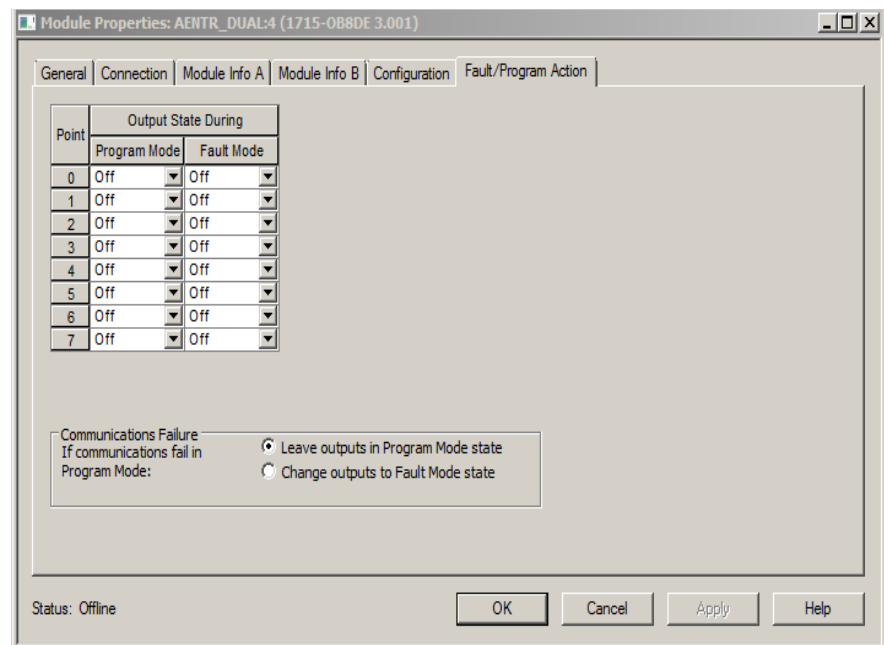 Module Properties: AENTR_DUAL:4 (1715-OB8DE 3.001)
General Connection Module Info A Module Info B Configuration Fault/Program Action
Point Output State During
Program Mode Fault Mode
0 Off Off
1 Off Off
2 Off Off
3 Off Off
4 Off Off
5 Off Off
6 Off Off
7 Off Off
Communications Failure
If communications fail in
Program Mode:
Leave outputs in Program Mode state
Change outputs to Fault Mode state
Status: Offline
OK Cancel Apply Help